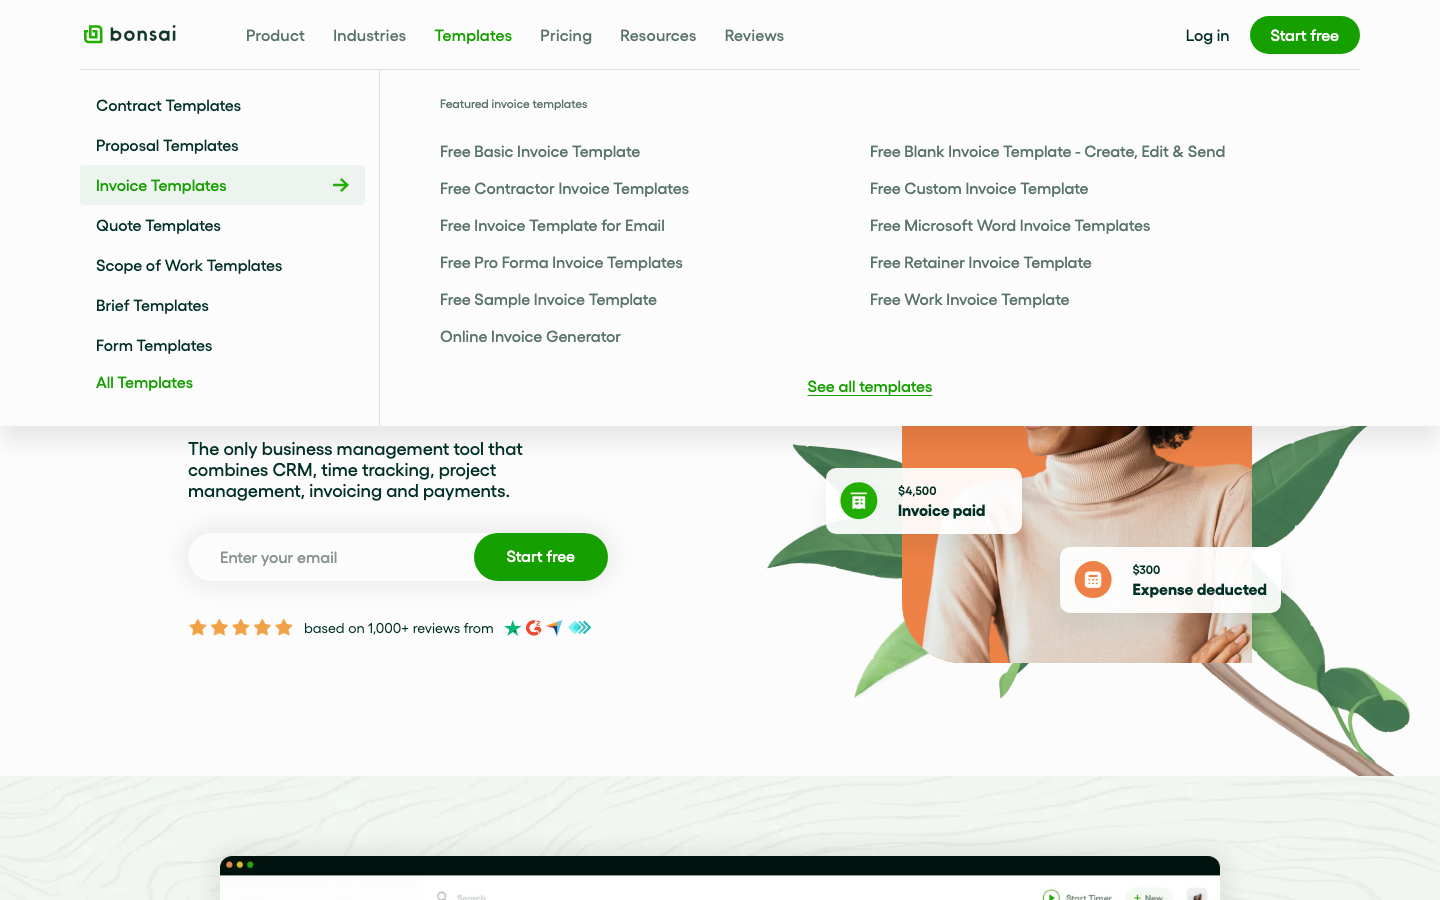 bonsai
Product
Industries
Templates
Pricing
Resources
Reviews
Log in
Start free
Contract Templates
Proposal Templates
Invoice Templates
Quote Templates
Scope of Work Templates
Brief Templates
Form Templates
All Templates
Featured invoice templates
Free Basic Invoice Template
Free Blank Invoice Template - Create, Edit & Send
Free Contractor Invoice Templates
Free Custom Invoice Template
Free Invoice Template for Email
Free Microsoft Word Invoice Templates
Free Pro Forma Invoice Templates
Free Retainer Invoice Template
Free Sample Invoice Template
Free Work Invoice Template
Online Invoice Generator
See all templates
The only business management tool that
combines CRM, time tracking, project
management, invoicing and payments.
Enter your email
Start free
based on 1,000+ reviews from
$4,500
Invoice paid
$300
Expense deducted
Search
Start Timer
+ New